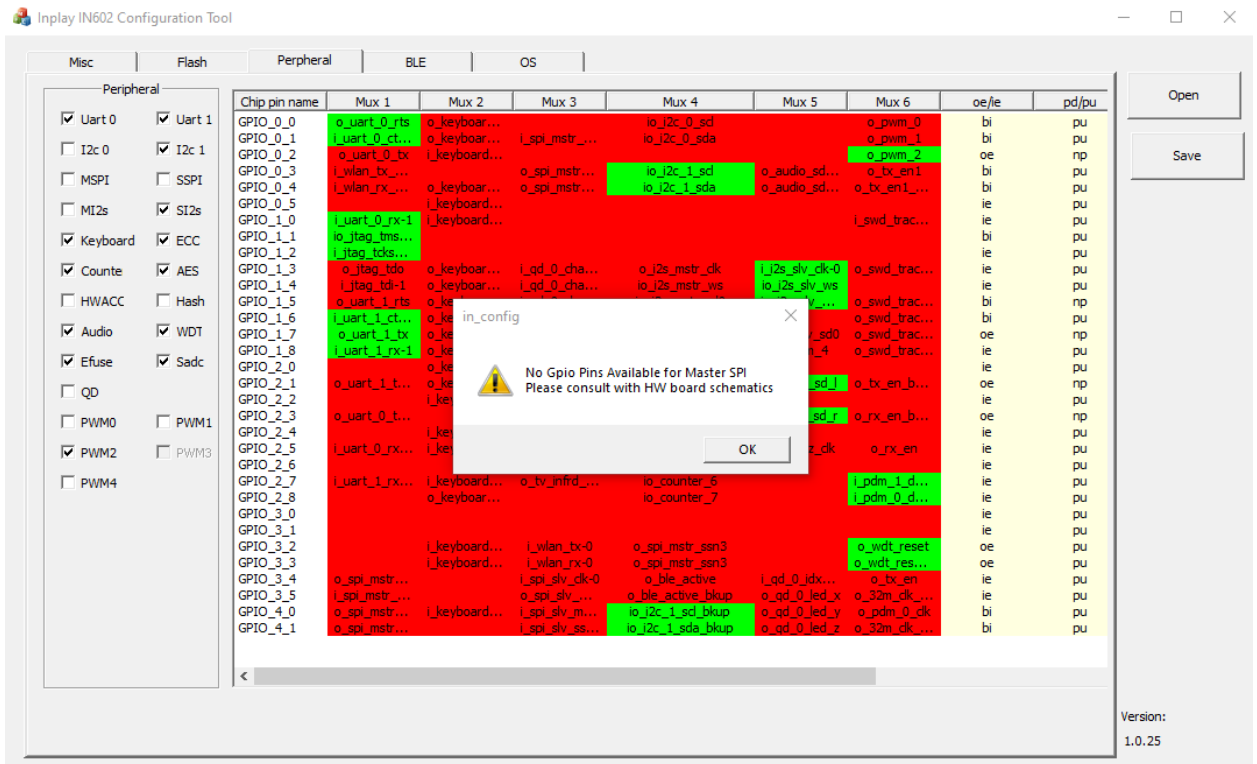 Inplay IN602 Configuration Tool
Misc Flash Perpheral BLE OS
Open
Save
Peripheral
Uart 0 Uart 1
I2c 0 I2c 1
MSPI SSPI
MI2s SI2s
Keyboard ECC
Counte AES
HWACC Hash
Audio WDT
Efuse Sadc
QD
PWM0 PWM1
PWM2 PWM3
PWM4
Chip pin name Mux 1 Mux 2 Mux 3 Mux 4 Mux 5 Mux 6 oe/ie pd/pu
GPIO_0_0 o_uart_0_rts o_keyboar... io_i2c_0_scl o_pwm_0 bi pu
GPIO_0_1 i_uart_0_ct... o_keyboar... i_spi_mstr_... io_i2c_0_sda o_pwm_1 bi pu
GPIO_0_2 o_uart_0_tx i_keyboard... o_pwm_2 oe np
GPIO_0_3 i_wlan_tx_... o_spi_mstr... io_i2c_1_scl o_audio_sd... o_tx_en1 bi pu
GPIO_0_4 i_wlan_rx_... o_keyboar... o_spi_mstr... io_i2c_1_sda o_audio_sd... o_tx_en1_... bi pu
GPIO_0_5 i_keyboard... ie pu
GPIO_1_0 i_uart_0_rx-1 i_keyboard... i_swd_trac... ie pu
GPIO_1_1 io_jtag_tms... bi pu
GPIO_1_2 i_jtag_tcks... ie pu
GPIO_1_3 o_jtag_tdo o_keyboar... i_qd_0_cha... o_i2s_mstr_clk i_i2s_slv_clk-0 o_swd_trac... ie pu
GPIO_1_4 i_jtag_tdi-1 o_keyboar... i_qd_0_cha... io_i2s_mstr_ws io_i2s_slv_ws ie pu
GPIO_1_5 o_uart_1_rts o_swd_trac... bi np
GPIO_1_6 i_uart_1_ct... o_ke o_swd_trac... bi pu
GPIO_1_7 o_uart_1_tx o_ke _sd0 o_swd_trac... oe np
GPIO_1_8 i_uart_1_rx-1 o_ke _4 o_swd_trac... ie pu
GPIO_2_0 o_ke ie pu
GPIO_2_1 o_uart_1_t... o_ke _sd_l o_tx_en_b... oe np
GPIO_2_2 i_key ie pu
GPIO_2_3 o_uart_0_t... _sd_r o_rx_en_b... oe np
GPIO_2_4 i_key ie pu
GPIO_2_5 i_uart_0_rx... i_key z_clk o_rx_en ie pu
GPIO_2_6 ie pu
GPIO_2_7 i_uart_1_rx... i_keyboard... o_tv_infrd_... io_counter_6 i_pdm_1_d... ie pu
GPIO_2_8 o_keyboar... io_counter_7 i_pdm_0_d... ie pu
GPIO_3_0 ie pu
GPIO_3_1 ie pu
GPIO_3_2 i_keyboard... i_wlan_tx-0 o_spi_mstr_ssn3 o_wdt_reset oe pu
GPIO_3_3 i_keyboard... i_wlan_rx-0 o_spi_mstr_ssn3 o_wdt_res... oe pu
GPIO_3_4 o_spi_mstr... i_spi_slv_clk-0 o_ble_active i_qd_0_idx... o_tx_en ie pu
GPIO_3_5 i_spi_mstr_... o_spi_slv_... o_ble_active_bkup o_qd_0_led_x o_32m_clk_... ie pu
GPIO_4_0 o_spi_mstr... i_keyboard... i_spi_slv_m... io_i2c_1_scl_bkup o_qd_0_led_y o_pdm_0_clk bi pu
GPIO_4_1 o_spi_mstr... i_spi_slv_ss... io_i2c_1_sda_bkup o_qd_0_led_z o_32m_clk_... bi pu
in_config
No Gpio Pins Available for Master SPI
Please consult with HW board schematics
OK
Version:
1.0.25